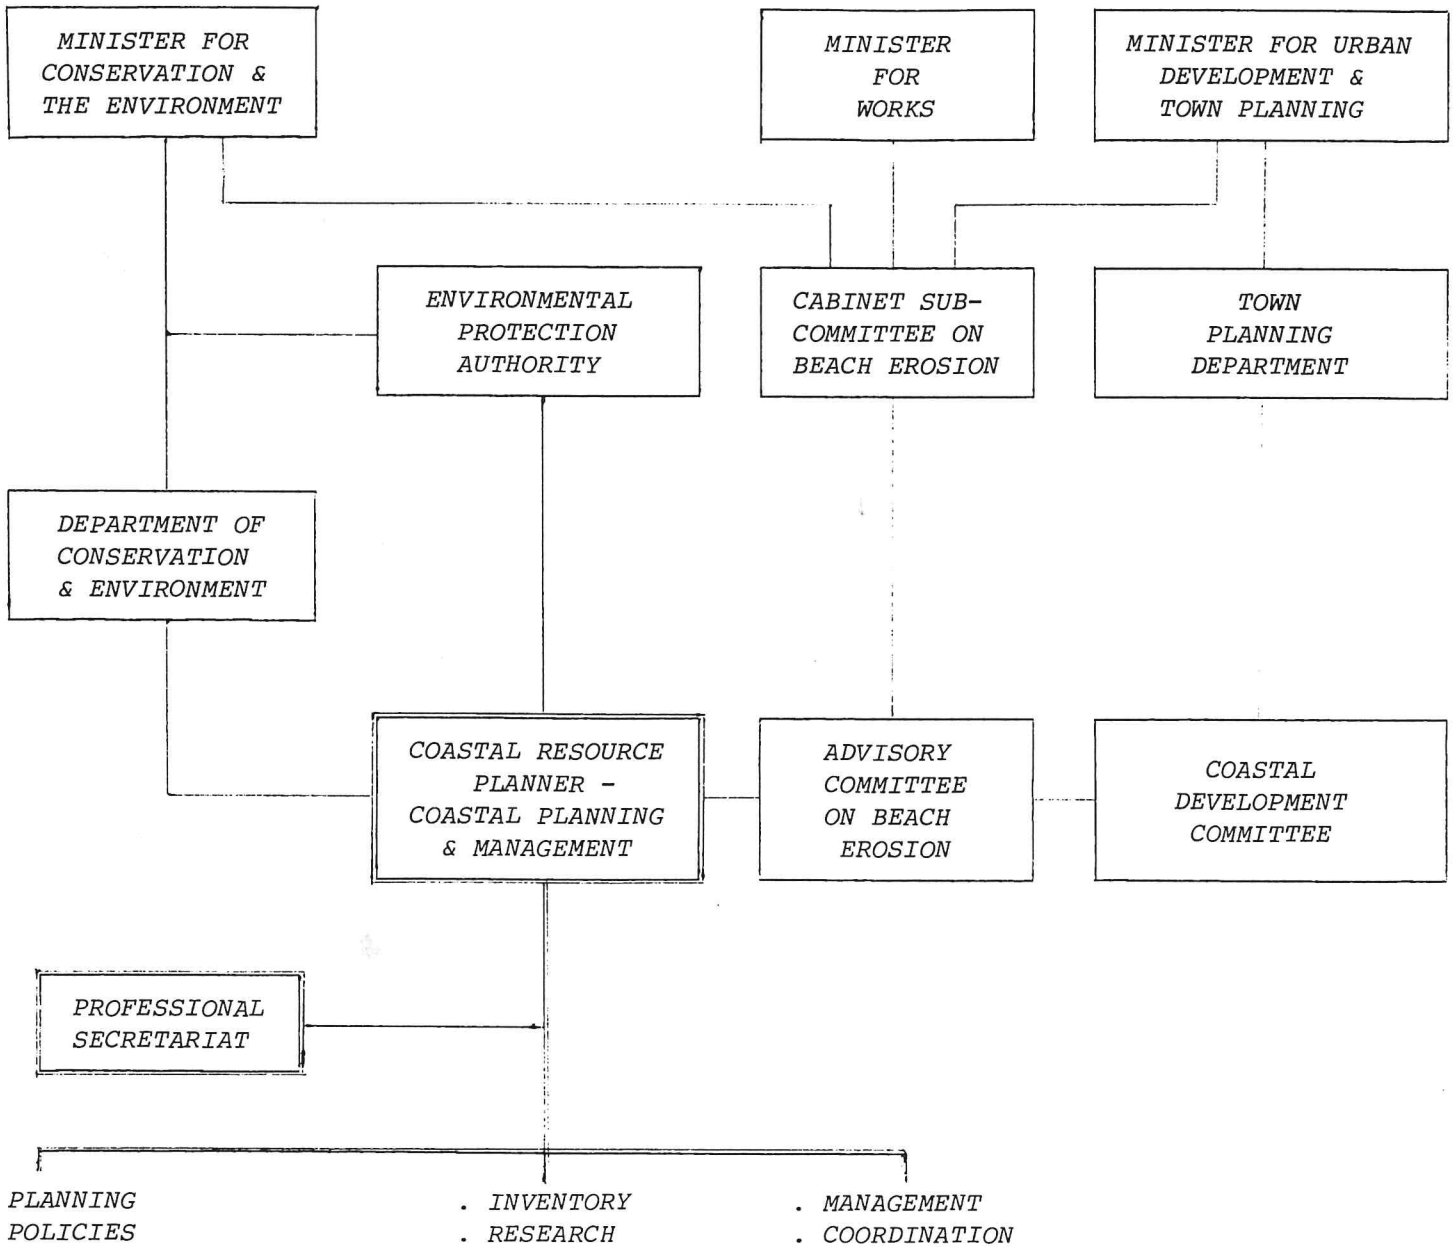 MINISTER FOR
CONSERVATION &
THE ENVIRONMENT
MINISTER
FOR
WORKS
MINISTER FOR URBAN
DEVELOPMENT &
TOWN PLANNING
ENVIRONMENTAL
PROTECTION
AUTHORITY
CABINET SUB-
COMMITTEE ON
BEACH EROSION
TOWN
PLANNING
DEPARTMENT
DEPARTMENT OF
CONSERVATION
& ENVIRONMENT
COASTAL RESOURCE
PLANNER -
COASTAL PLANNING
& MANAGEMENT
ADVISORY
COMMITTEE
ON BEACH
EROSION
COASTAL
DEVELOPMENT
COMMITTEE
PROFESSIONAL
SECRETARIAT
PLANNING
POLICIES
. INVENTORY
. RESEARCH
. MANAGEMENT
. COORDINATION